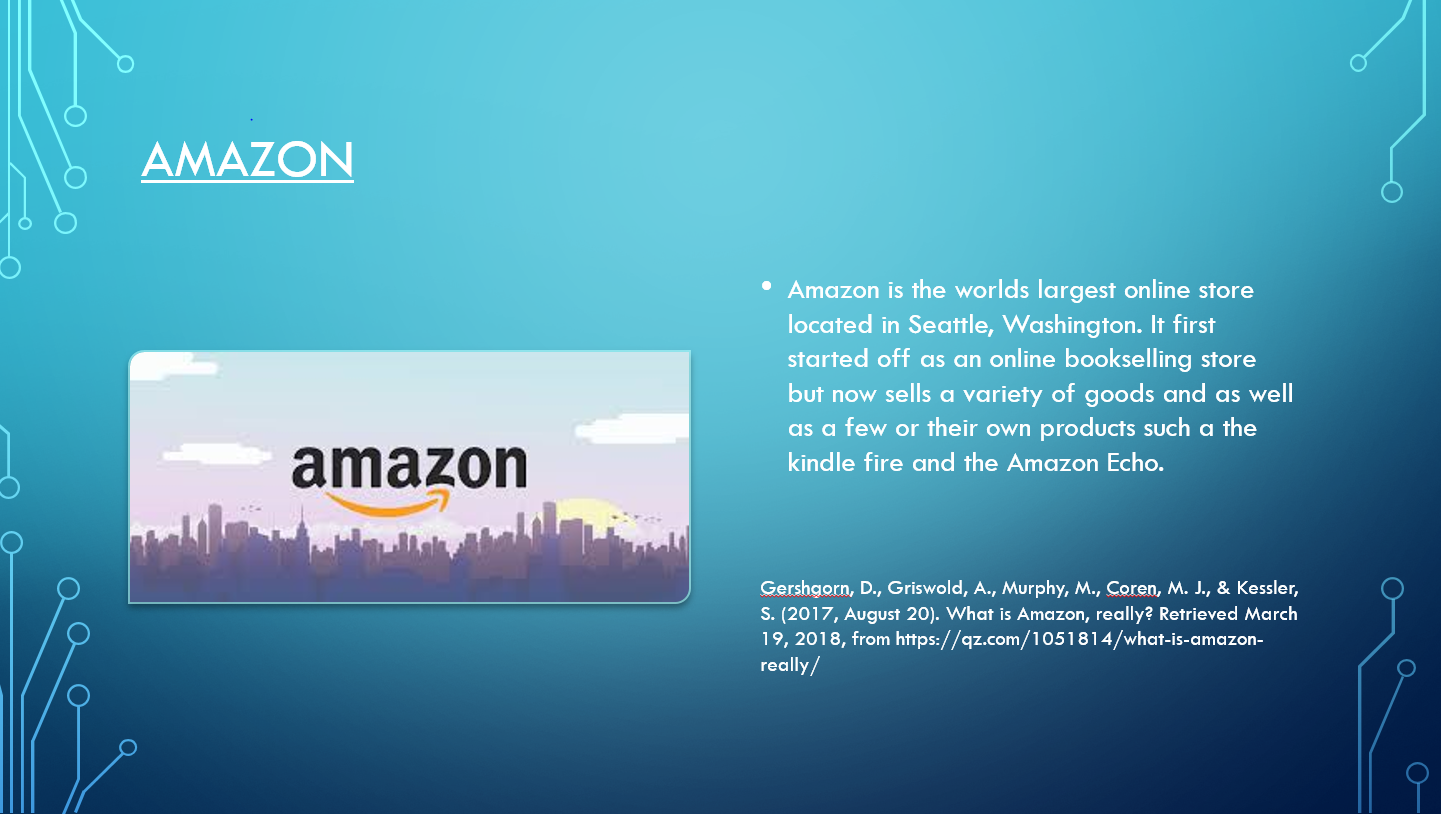 AMAZON
amazon
Amazon is the worlds largest online store
located in Seattle, Washington. It first
started off as an online bookselling store
but now sells a variety of goods and as well
as a few or their own products such a the
kindle fire and the Amazon Echo.
Gershgorn, D., Griswold, A., Murphy, M., Coren, M. J., & Kessler,
S. (2017, August 20). What is Amazon, really? Retrieved March
19, 2018, from https://qz.com/1051814/what-is-amazon-
really/